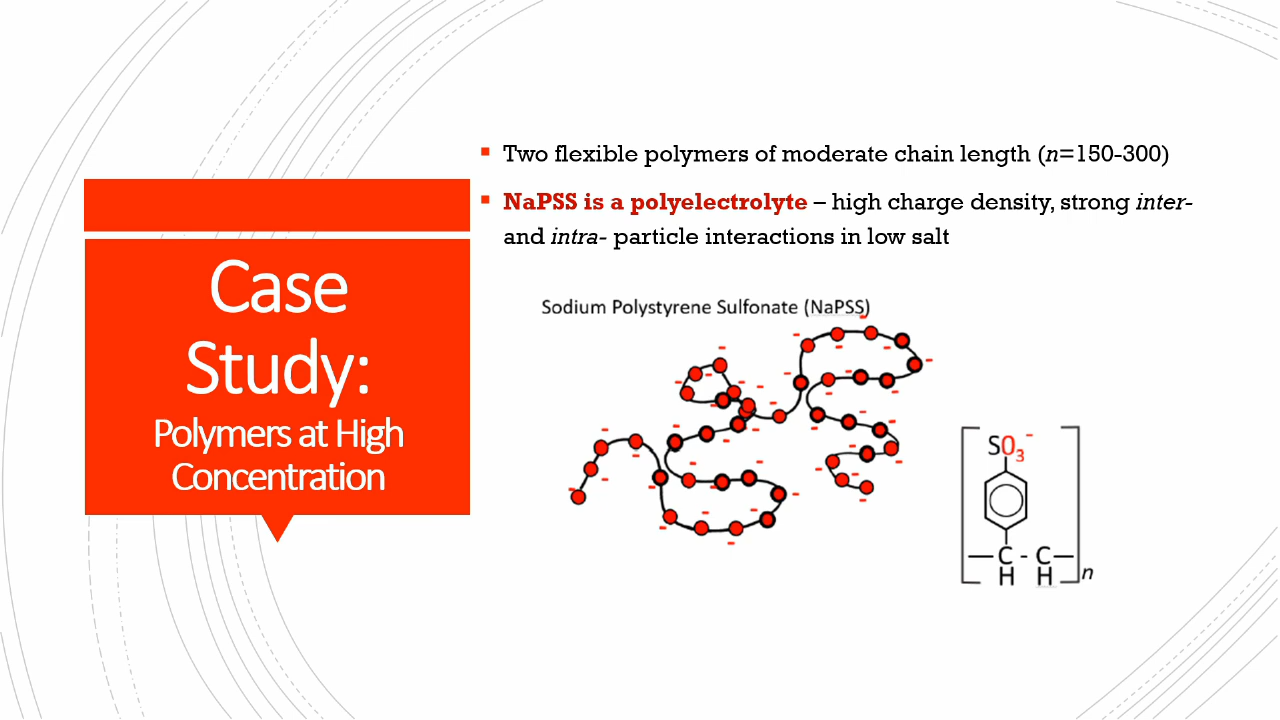 Case
Study:
Polymers at High
Concentration
▪ Two flexible polymers of moderate chain length (n=150-300)
▪ NaPSS is a polyelectrolyte – high charge density, strong inter-
and intra- particle interactions in low salt
Sodium Polystyrene Sulfonate (NaPSS)
SO₃⁻
— C - C —
H H
n